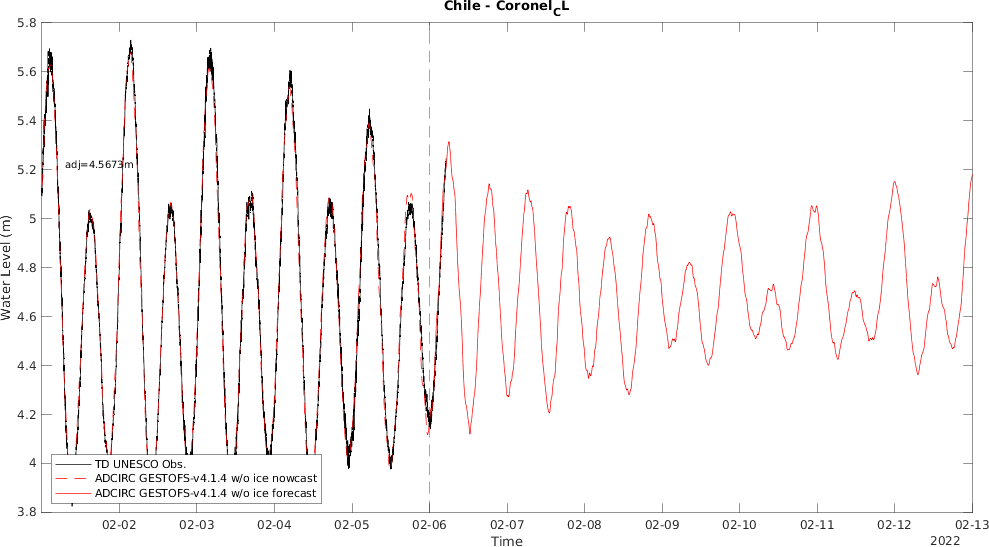 Chile - Coronel_CL
5.8
5.6
5.4
5.2
5
4.8
4.6
4.4
4.2
4
3.8
Water Level (m)
adj=4.5673m
TD UNESCO Obs.
ADCIRC GESTOFS-v4.1.4 w/o ice nowcast
ADCIRC GESTOFS-v4.1.4 w/o ice forecast
02-02 02-03 02-04 02-05 02-06 02-07 02-08 02-09 02-10 02-11 02-12 02-13
Time
2022